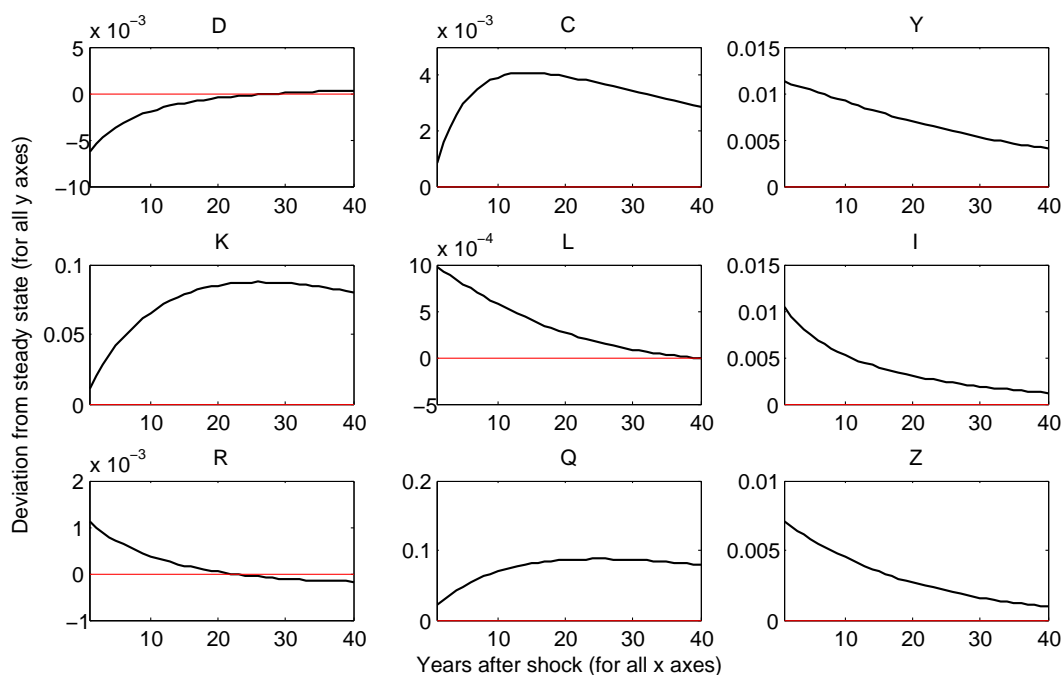 Deviation from steady state (for all y axes)
x 10−3
D
5
0
−5
−10
10 20 30 40
x 10−3
C
4
2
0
10 20 30 40
Y
0.015
0.01
0.005
0
10 20 30 40
K
0.1
0.05
0
10 20 30 40
x 10−4
L
10
5
0
−5
10 20 30 40
I
0.015
0.01
0.005
0
10 20 30 40
x 10−3
R
2
1
0
−1
10 20 30 40
Q
0.2
0.1
0
10 20 30 40
Z
0.01
0.005
0
10 20 30 40
Years after shock (for all x axes)